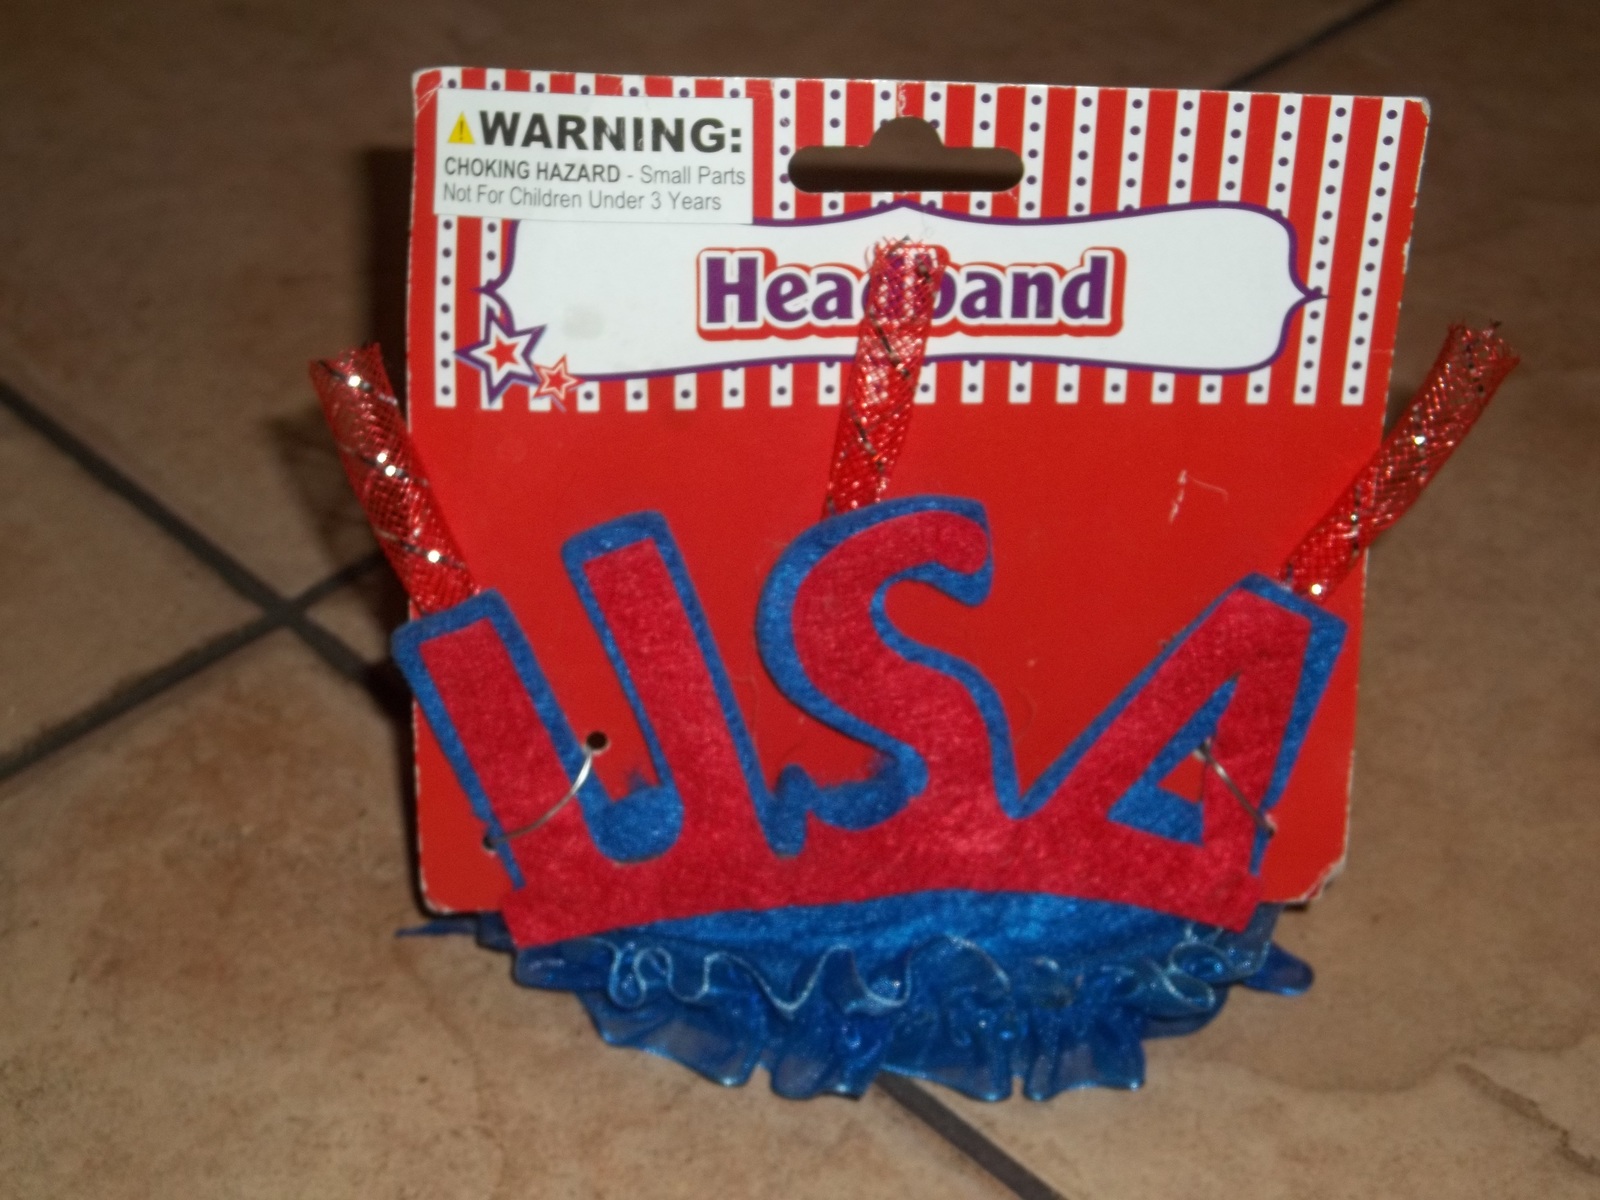 WARNING:
CHOKING HAZARD - Small Parts
Not For Children Under 3 Years
Headband
USA